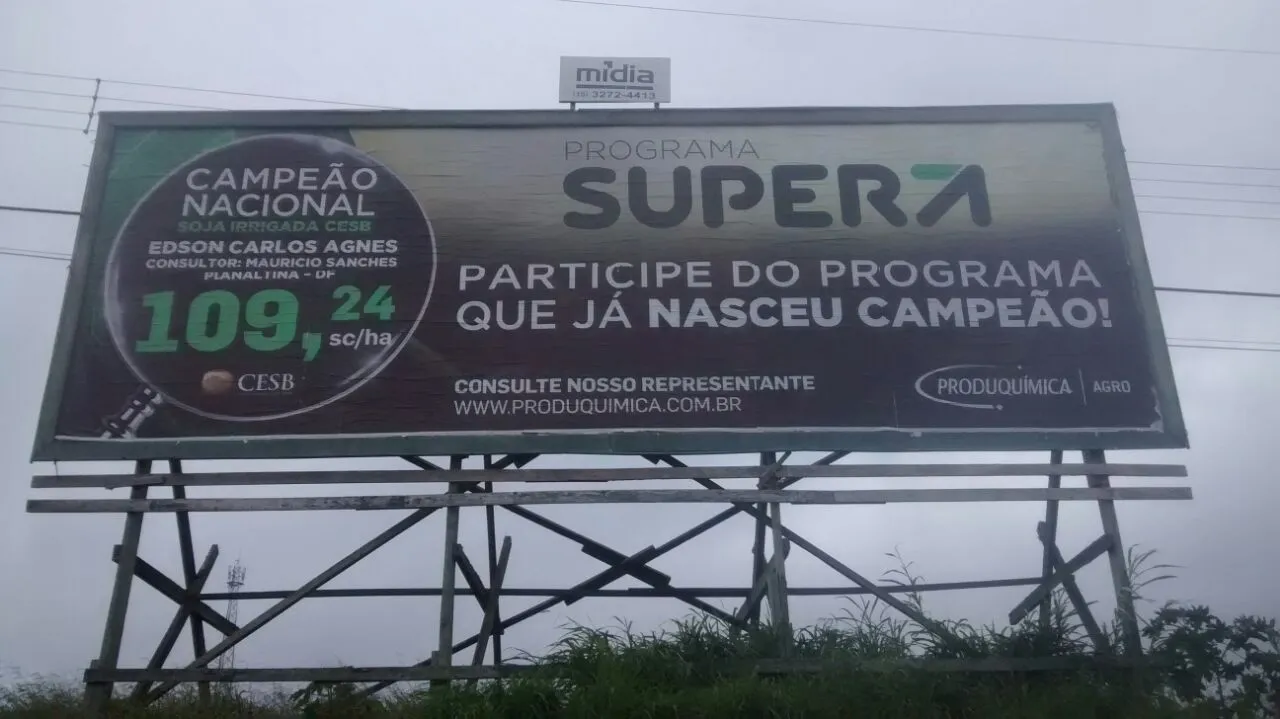 mídia
(15) 3272-4413
CAMPEÃO
NACIONAL
SOJA IRRIGADA CESB
EDSON CARLOS AGNES
CONSULTOR: MAURICIO SANCHES
PLANALTINA - DF
109,24
sc/ha
CESB
PROGRAMA
SUPERA
PARTICIPE DO PROGRAMA
QUE JÁ NASCEU CAMPEÃO!
CONSULTE NOSSO REPRESENTANTE
WWW.PRODUQUIMICA.COM.BR
PRODUQUÍMICA | AGRO